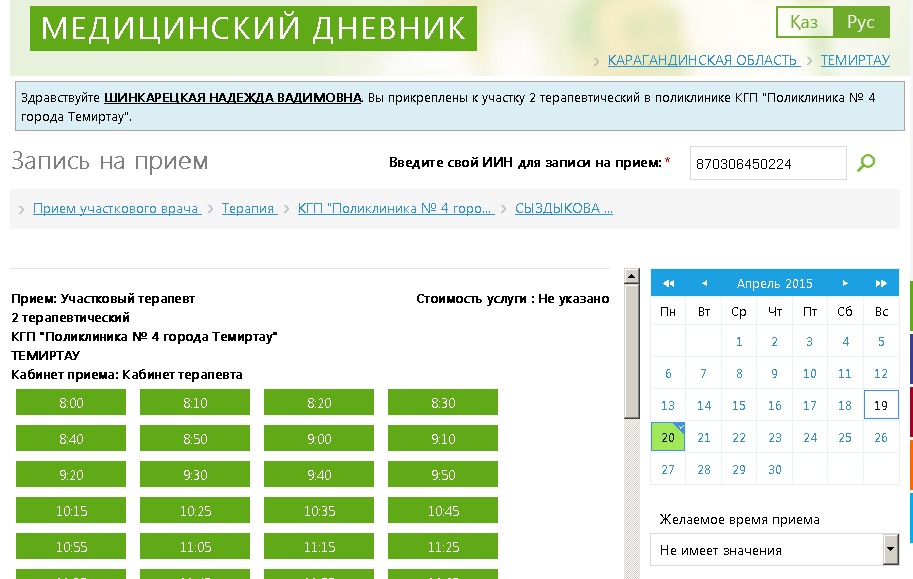 МЕДИЦИНСКИЙ ДНЕВНИК
Қаз Рус
КАРАГАНДИНСКАЯ ОБЛАСТЬ ТЕМИРТАУ
Здравствуйте ШИНКАРЕЦКАЯ НАДЕЖДА ВАДИМОВНА. Вы прикреплены к участку 2 терапевтический в поликлинике КГП "Поликлиника № 4
города Темиртау".
Запись на прием
Введите свой ИИН для записи на прием: * 870306450224
Прием участкового врача Терапия КГП "Поликлиника № 4 горо... СЫЗДЫКОВА ...
Прием: Участковый терапевт Стоимость услуги : Не указано
2 терапевтический
КГП "Поликлиника № 4 города Темиртау"
ТЕМИРТАУ
Кабинет приема: Кабинет терапевта
8:00 8:10 8:20 8:30
8:40 8:50 9:00 9:10
9:20 9:30 9:40 9:50
10:15 10:25 10:35 10:45
10:55 11:05 11:15 11:25
Апрель 2015
Пн Вт Ср Чт Пт Сб Вс
1 2 3 4 5
6 7 8 9 10 11 12
13 14 15 16 17 18 19
20 21 22 23 24 25 26
27 28 29 30
Желаемое время приема
Не имеет значения